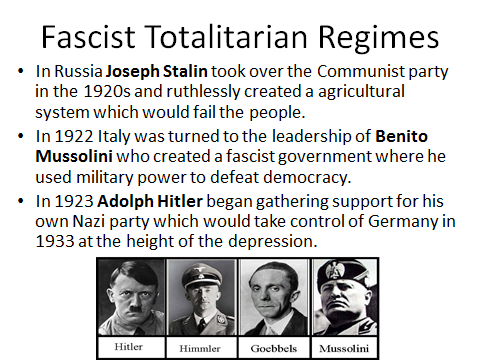 Fascist Totalitarian Regimes
• In Russia Joseph Stalin took over the Communist party
in the 1920s and ruthlessly created a agricultural
system which would fail the people.
• In 1922 Italy was turned to the leadership of Benito
Mussolini who created a fascist government where he
used military power to defeat democracy.
• In 1923 Adolph Hitler began gathering support for his
own Nazi party which would take control of Germany in
1933 at the height of the depression.
Hitler Himmler Goebbels Mussolini